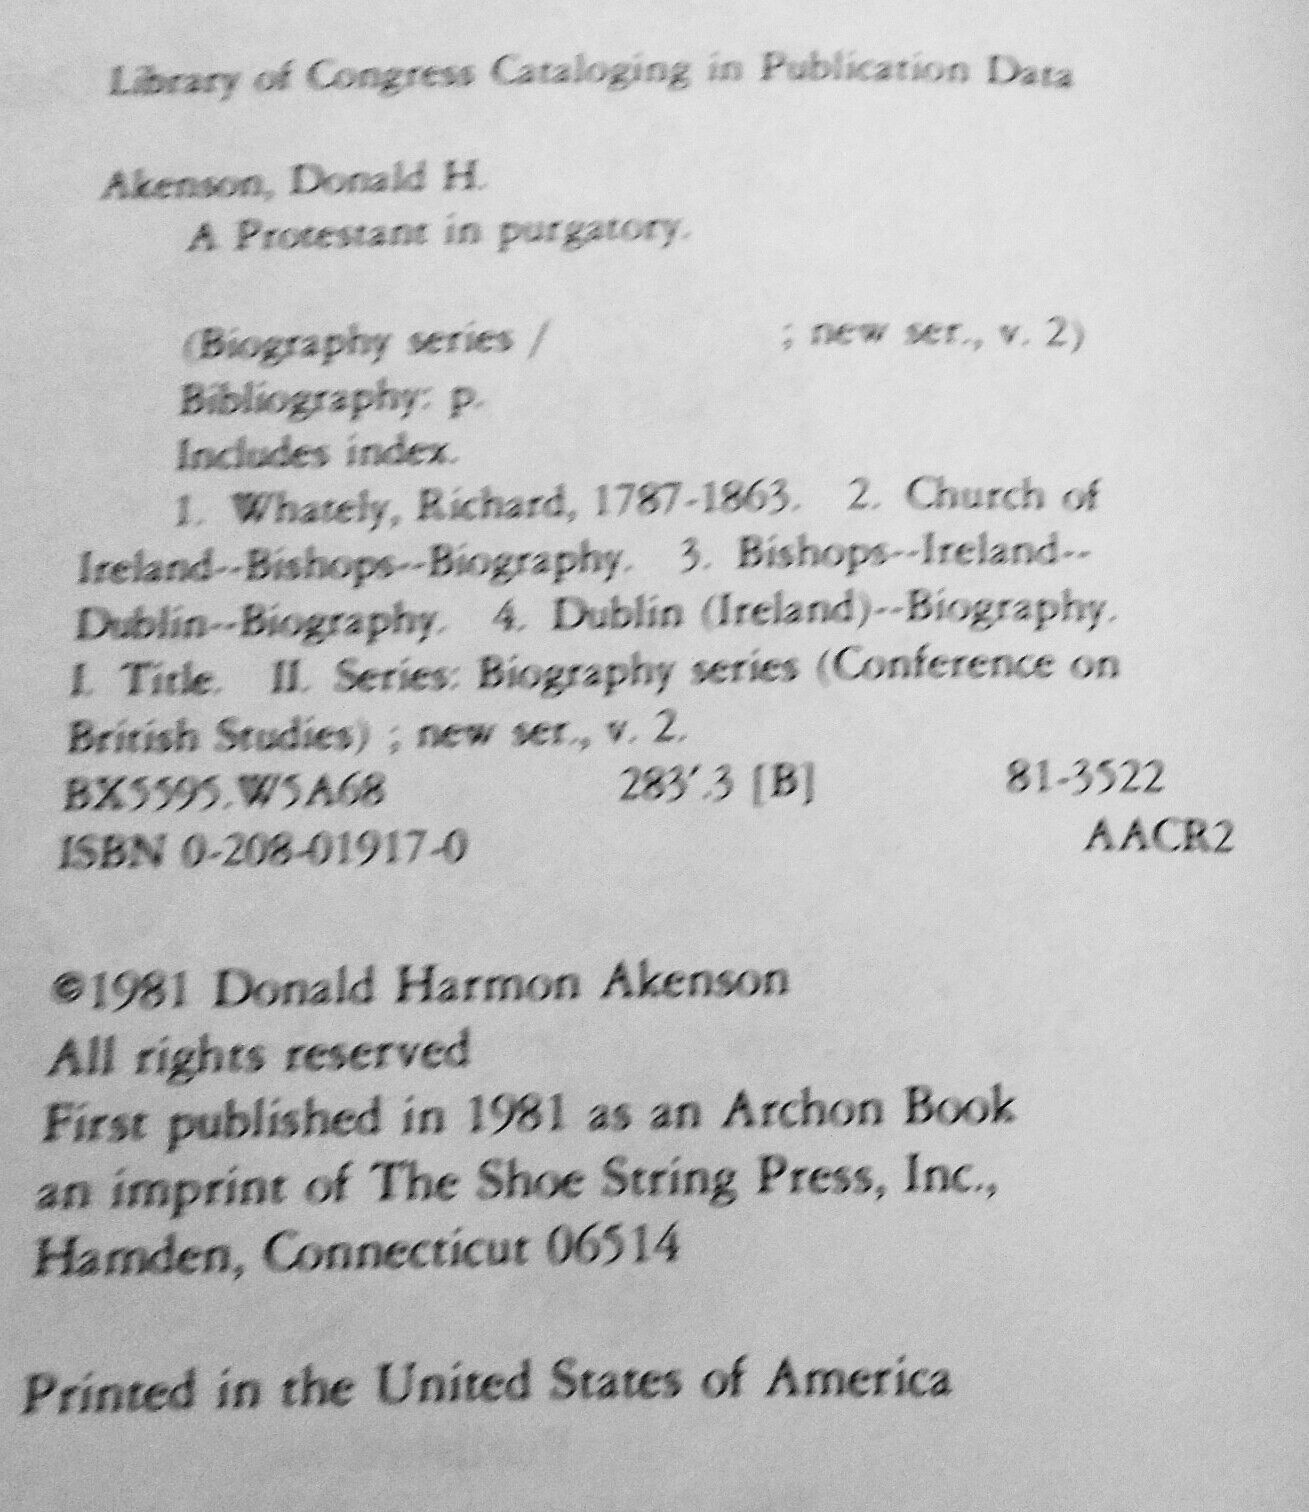 Library of Congress Cataloging in Publication Data
Akenson, Donald H.
A Protestant in purgatory.
(Biography series / ; new ser., v. 2)
Bibliography: p.
Includes index.
1. Whately, Richard, 1787-1863. 2. Church of
Ireland--Bishops--Biography. 3. Bishops--Ireland--
Dublin--Biography. 4. Dublin (Ireland)--Biography.
I. Title. II. Series: Biography series (Conference on
British Studies) ; new ser., v. 2.
BX5595.W5A68 283′.3 [B] 81-3522
ISBN 0-208-01917-0 AACR2
©1981 Donald Harmon Akenson
All rights reserved
First published in 1981 as an Archon Book
an imprint of The Shoe String Press, Inc.,
Hamden, Connecticut 06514
Printed in the United States of America